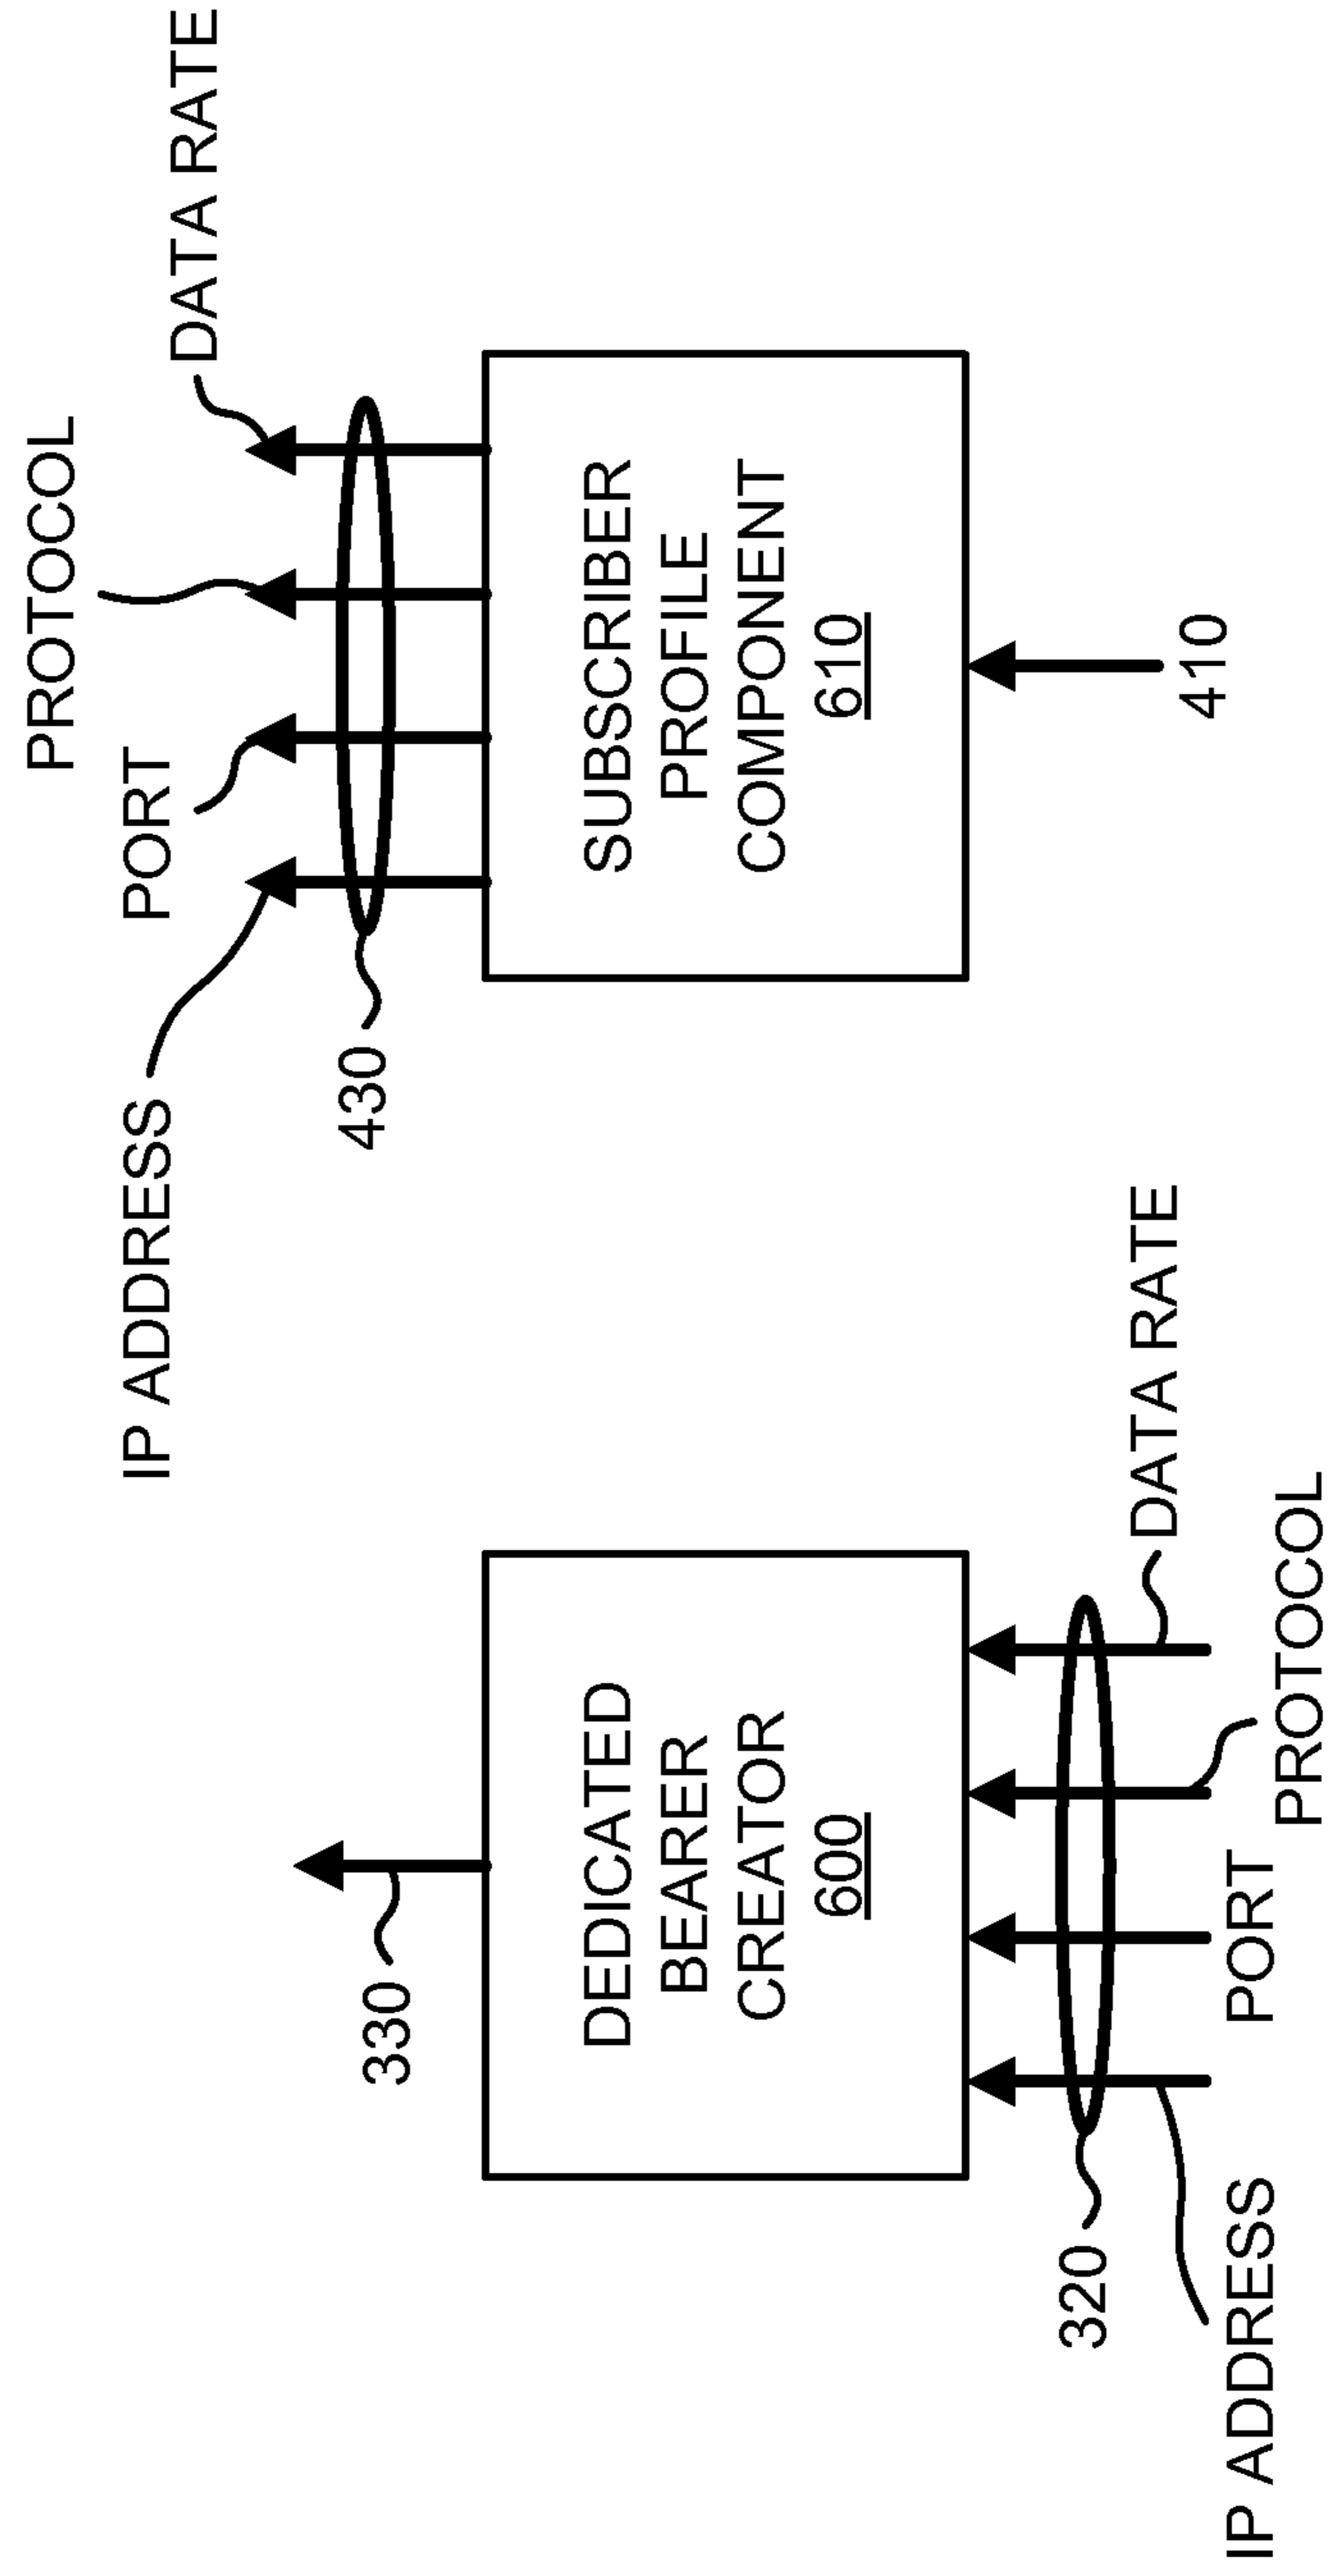 330
DEDICATED
BEARER
CREATOR
600
320
IP ADDRESS
PORT
PROTOCOL
DATA RATE
IP ADDRESS
PORT
PROTOCOL
DATA RATE
430
SUBSCRIBER
PROFILE
COMPONENT
610
410